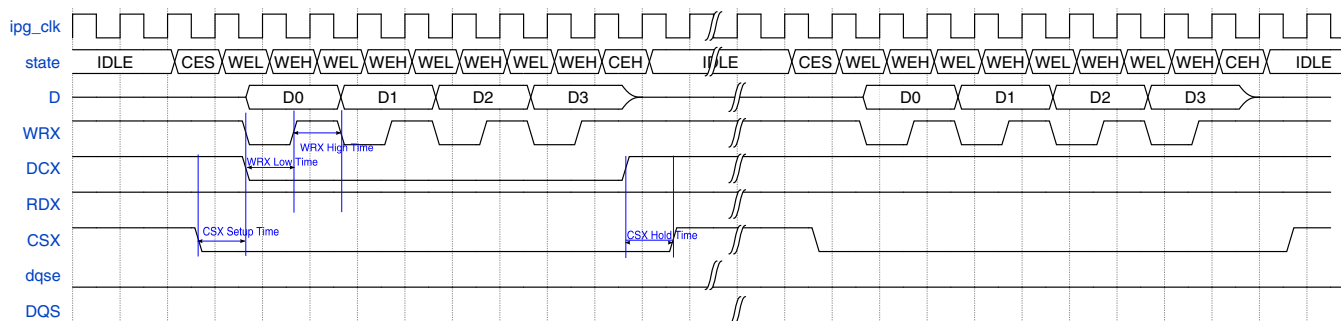 ipg_clk
state IDLE CES WEL WEH WEL WEH WEL WEH WEL WEH CEH IDLE CES WEL WEH WEL WEH WEL WEH WEL WEH CEH IDLE
D D0 D1 D2 D3 D0 D1 D2 D3
WRX
WRX High Time
WRX Low Time
DCX
RDX
CSX Setup Time
CSX Hold Time
CSX
dqse
DQS